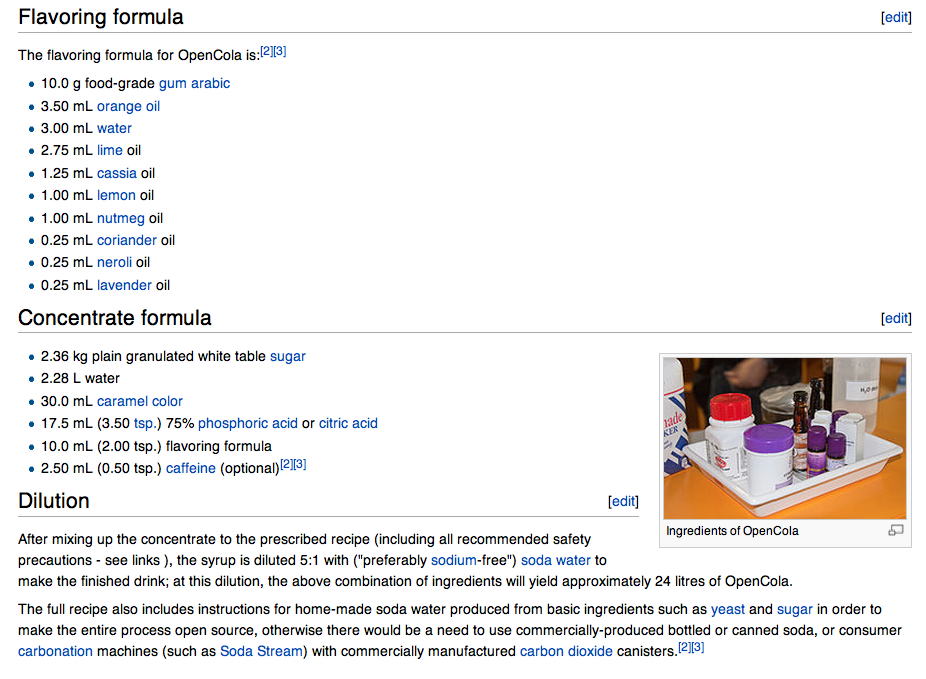 Flavoring formula [edit]
The flavoring formula for OpenCola is:[2][3]
10.0 g food-grade gum arabic
3.50 mL orange oil
3.00 mL water
2.75 mL lime oil
1.25 mL cassia oil
1.00 mL lemon oil
1.00 mL nutmeg oil
0.25 mL coriander oil
0.25 mL neroli oil
0.25 mL lavender oil
Concentrate formula [edit]
2.36 kg plain granulated white table sugar
2.28 L water
30.0 mL caramel color
17.5 mL (3.50 tsp.) 75% phosphoric acid or citric acid
10.0 mL (2.00 tsp.) flavoring formula
2.50 mL (0.50 tsp.) caffeine (optional)[2][3]
Ingredients of OpenCola
Dilution [edit]
After mixing up the concentrate to the prescribed recipe (including all recommended safety
precautions - see links ), the syrup is diluted 5:1 with ("preferably sodium-free") soda water to
make the finished drink; at this dilution, the above combination of ingredients will yield approximately 24 litres of OpenCola.
The full recipe also includes instructions for home-made soda water produced from basic ingredients such as yeast and sugar in order to
make the entire process open source, otherwise there would be a need to use commercially-produced bottled or canned soda, or consumer
carbonation machines (such as Soda Stream) with commercially manufactured carbon dioxide canisters.[2][3]